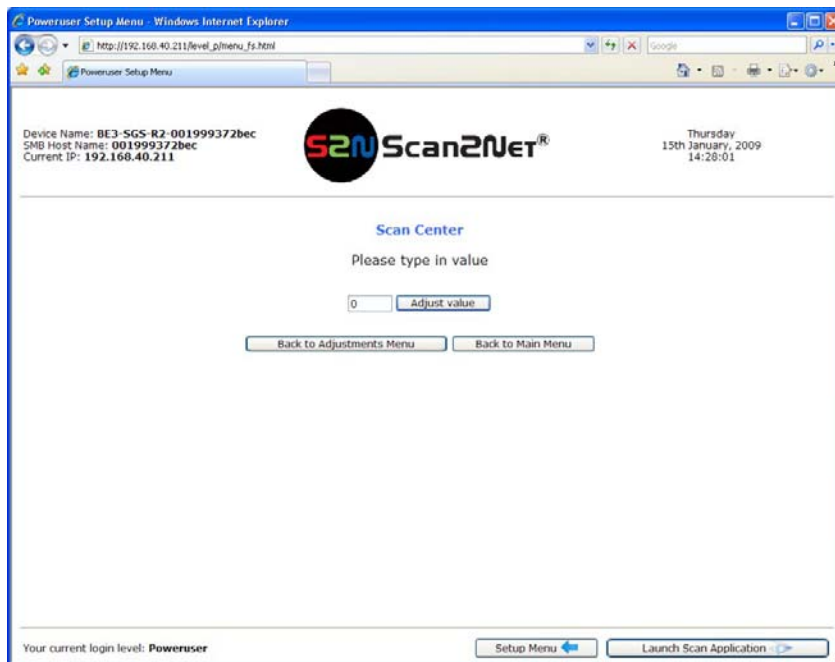 Poweruser Setup Menu - Windows Internet Explorer
http://192.168.40.211/level_p/menu_fs.html
Google
Poweruser Setup Menu
Device Name: BE3-SGS-R2-001999372bec
SMB Host Name: 001999372bec
Current IP: 192.168.40.211
S2N Scan2Net®
Thursday
15th January, 2009
14:28:01
Scan Center
Please type in value
0 Adjust value
Back to Adjustments Menu Back to Main Menu
Your current login level: Poweruser
Setup Menu Launch Scan Application